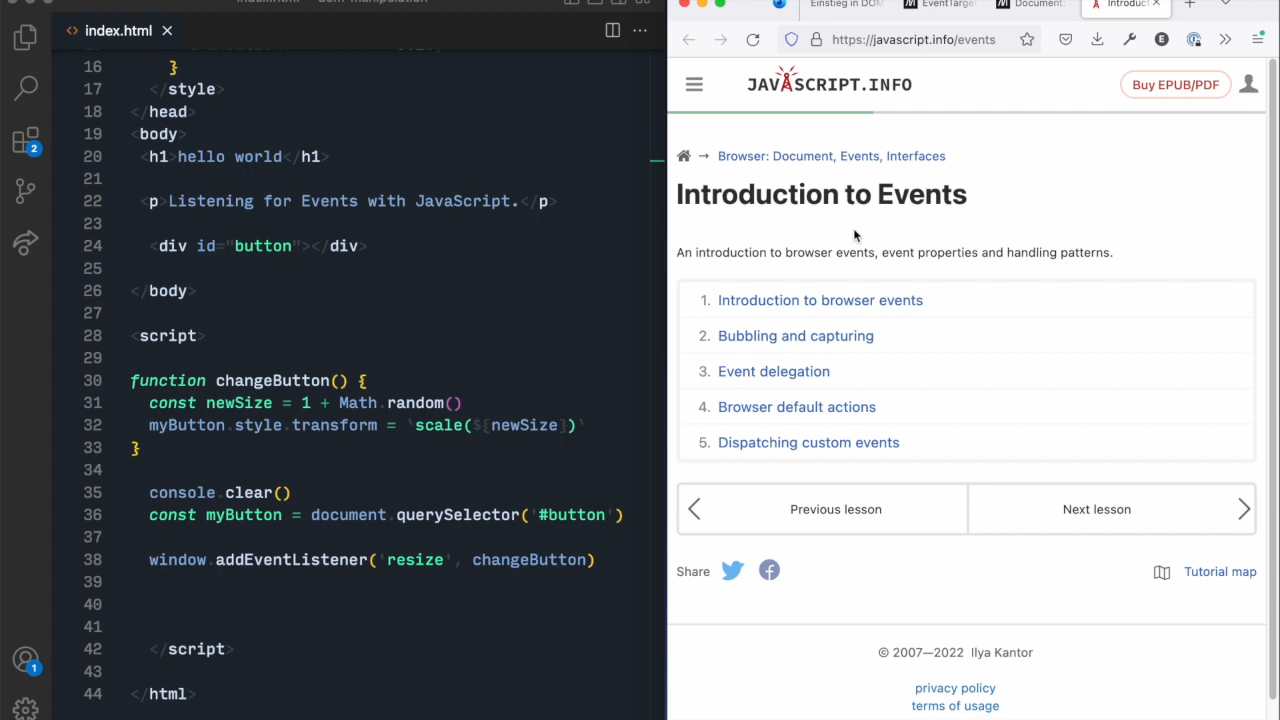 index.html — dom-manipulation
index.html
16 }
17 </style>
18 </head>
19 <body>
20 <h1>hello world</h1>
21
22 <p>Listening for Events with JavaScript.</p>
23
24 <div id="button"></div>
25
26 </body>
27
28 <script>
29
30 function changeButton() {
31 const newSize = 1 + Math.random()
32 myButton.style.transform = `scale(${newSize})`
33 }
34
35 console.clear()
36 const myButton = document.querySelector('#button')
37
38 window.addEventListener('resize', changeButton)
39
40
41
42 </script>
43
44 </html>
2
1
Einstieg in DOM
EventTarget
Document:
Introduct
https://javascript.info/events
JAVASCRIPT.INFO
Buy EPUB/PDF
Browser: Document, Events, Interfaces
Introduction to Events
An introduction to browser events, event properties and handling patterns.
1. Introduction to browser events
2. Bubbling and capturing
3. Event delegation
4. Browser default actions
5. Dispatching custom events
Previous lesson
Next lesson
Share
Tutorial map
© 2007—2022 Ilya Kantor
privacy policy
terms of usage